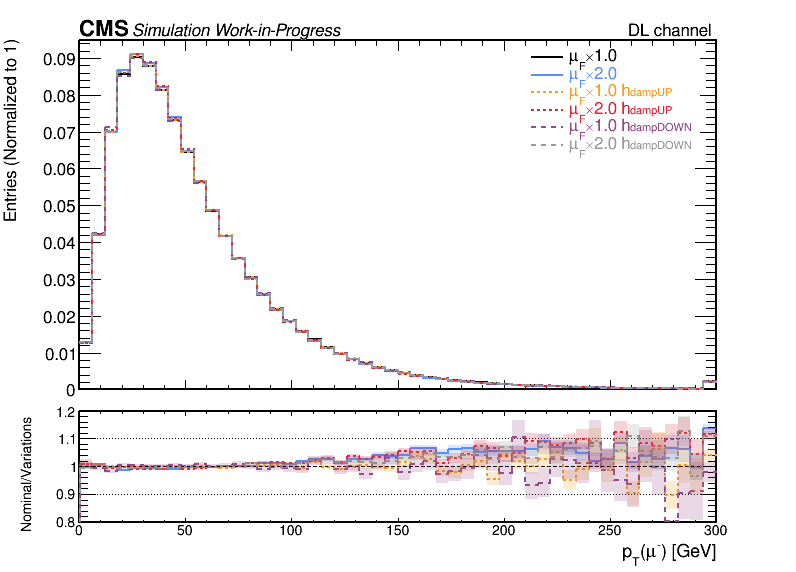 CMS Simulation Work-in-Progress
DL channel
Entries (Normalized to 1)
0.09
0.08
0.07
0.06
0.05
0.04
0.03
0.02
0.01
0
μF×1.0
μF×2.0
μF×1.0 hdampUP
μF×2.0 hdampUP
μF×1.0 hdampDOWN
μF×2.0 hdampDOWN
Nominal/Variations
1.2
1.1
1
0.9
0.8
0 50 100 150 200 250 300
pT(μ-) [GeV]